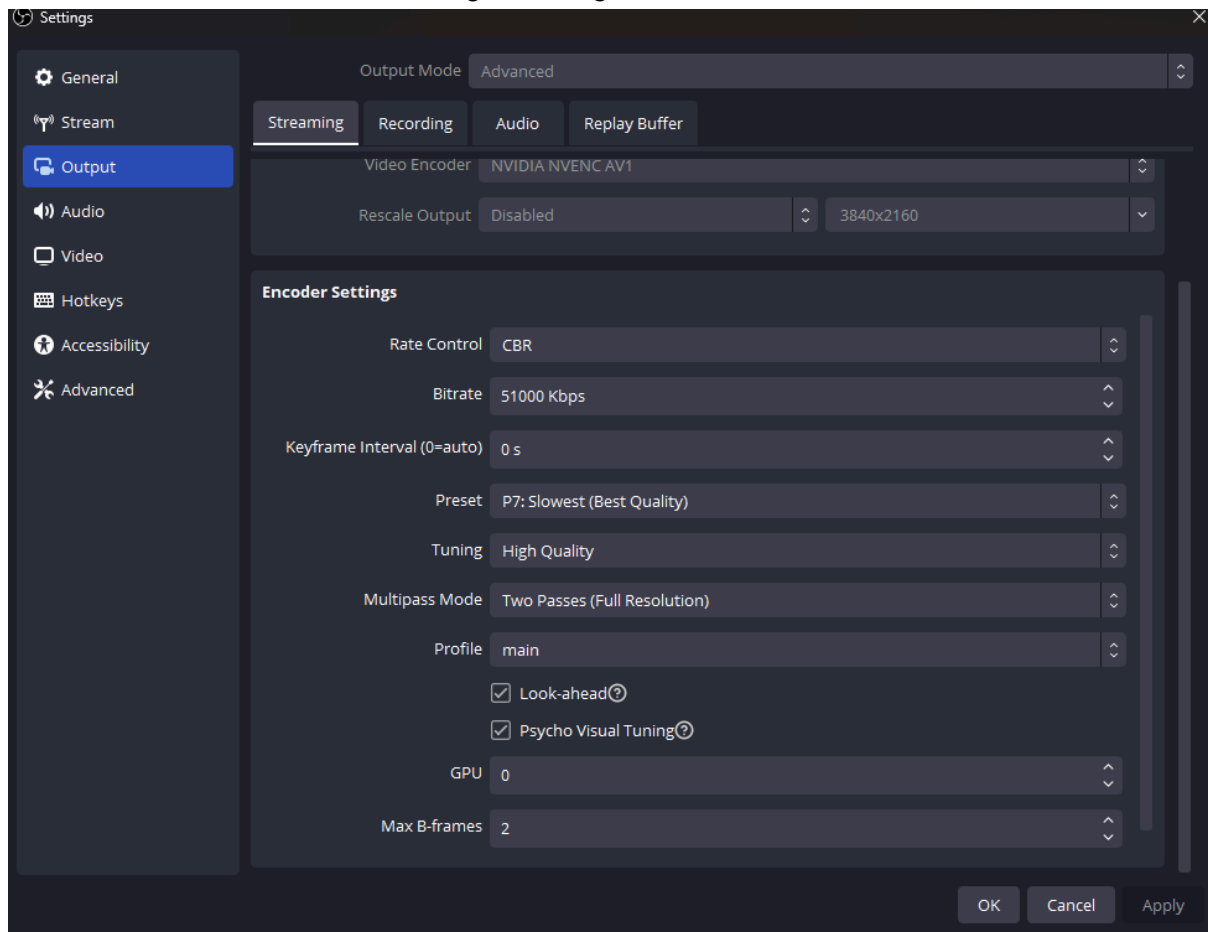 Settings
General
Stream
Output
Audio
Video
Hotkeys
Accessibility
Advanced
Output Mode Advanced
Streaming Recording Audio Replay Buffer
Video Encoder NVIDIA NVENC AV1
Rescale Output Disabled 3840x2160
Encoder Settings
Rate Control CBR
Bitrate 51000 Kbps
Keyframe Interval (0=auto) 0 s
Preset P7: Slowest (Best Quality)
Tuning High Quality
Multipass Mode Two Passes (Full Resolution)
Profile main
Look-ahead
Psycho Visual Tuning
GPU 0
Max B-frames 2
OK Cancel Apply